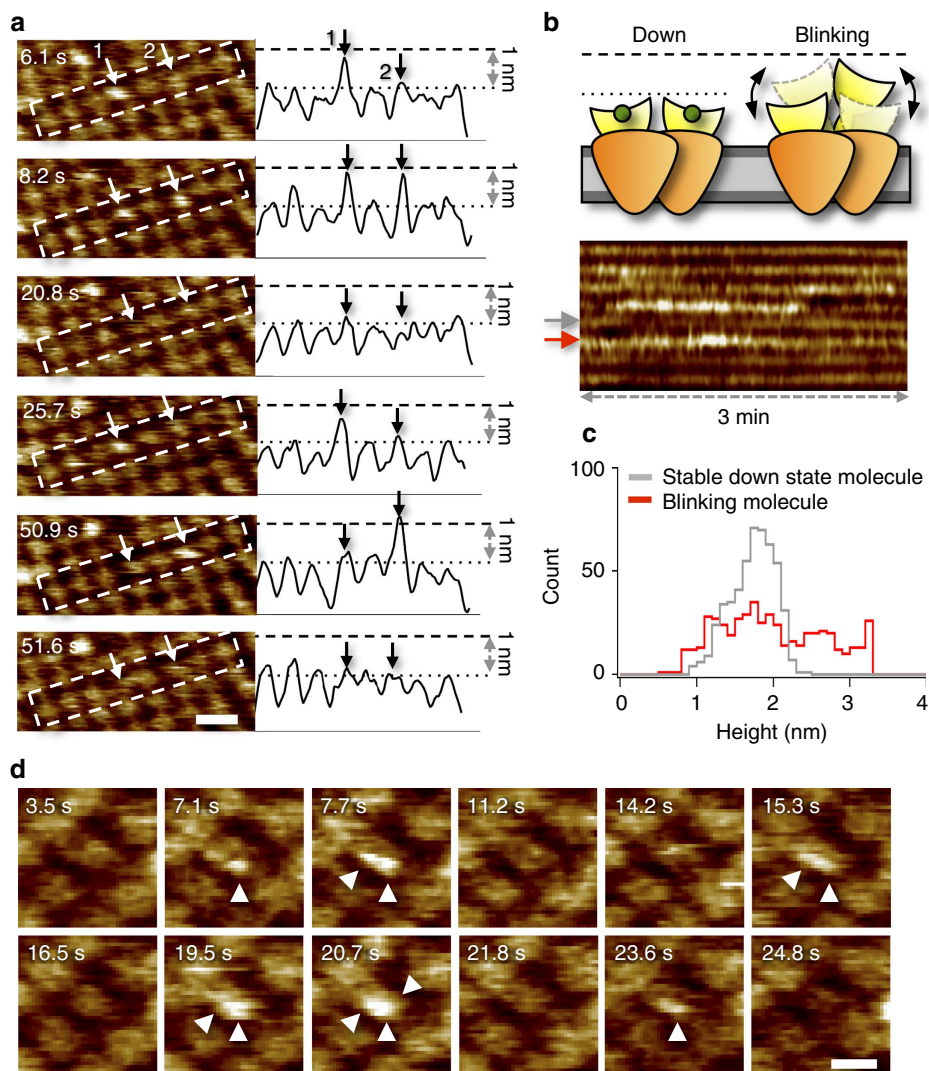 a
6.1 s
1
2
1
2
1 nm
8.2 s
1 nm
20.8 s
1 nm
25.7 s
1 nm
50.9 s
1 nm
51.6 s
1 nm
b
Down
Blinking
3 min
c
100
50
0
Count
Stable down state molecule
Blinking molecule
0
1
2
3
4
Height (nm)
d
3.5 s
7.1 s
7.7 s
11.2 s
14.2 s
15.3 s
16.5 s
19.5 s
20.7 s
21.8 s
23.6 s
24.8 s